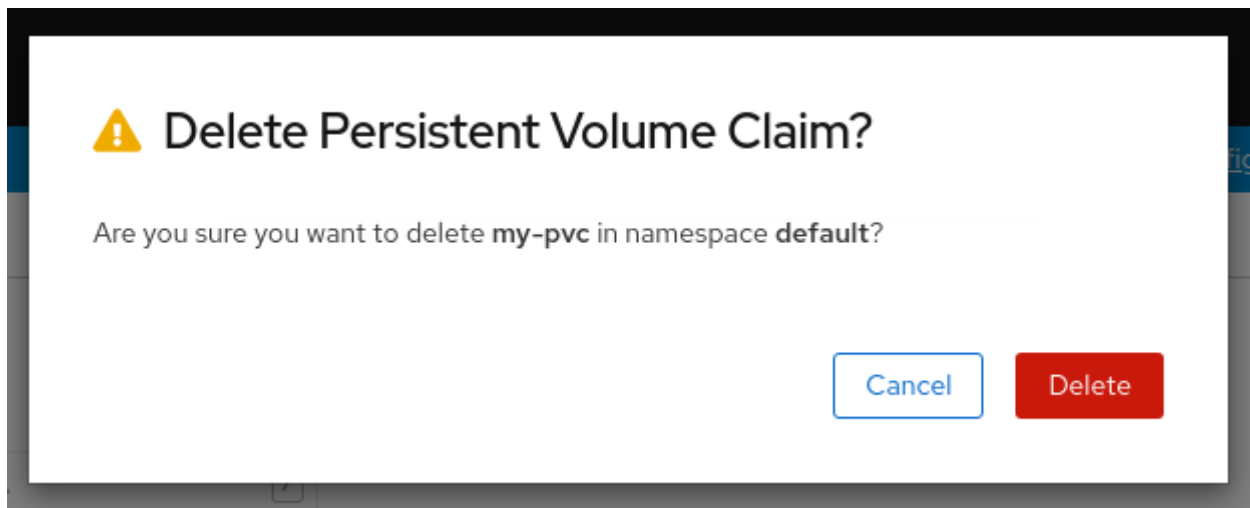 Delete Persistent Volume Claim?
Are you sure you want to delete my-pvc in namespace default?
Cancel
Delete